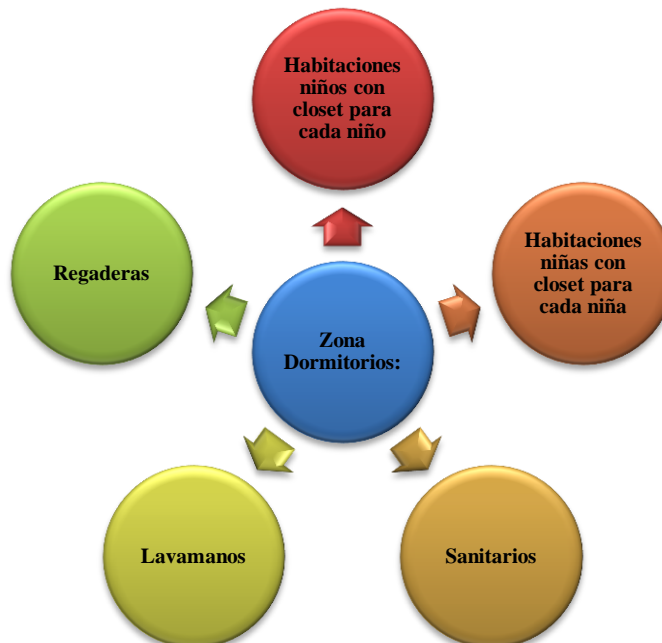 Habitaciones
niños con
closet para
cada niño
Habitaciones
niñas con
closet para
cada niña
Sanitarios
Lavamanos
Regaderas
Zona
Dormitorios: